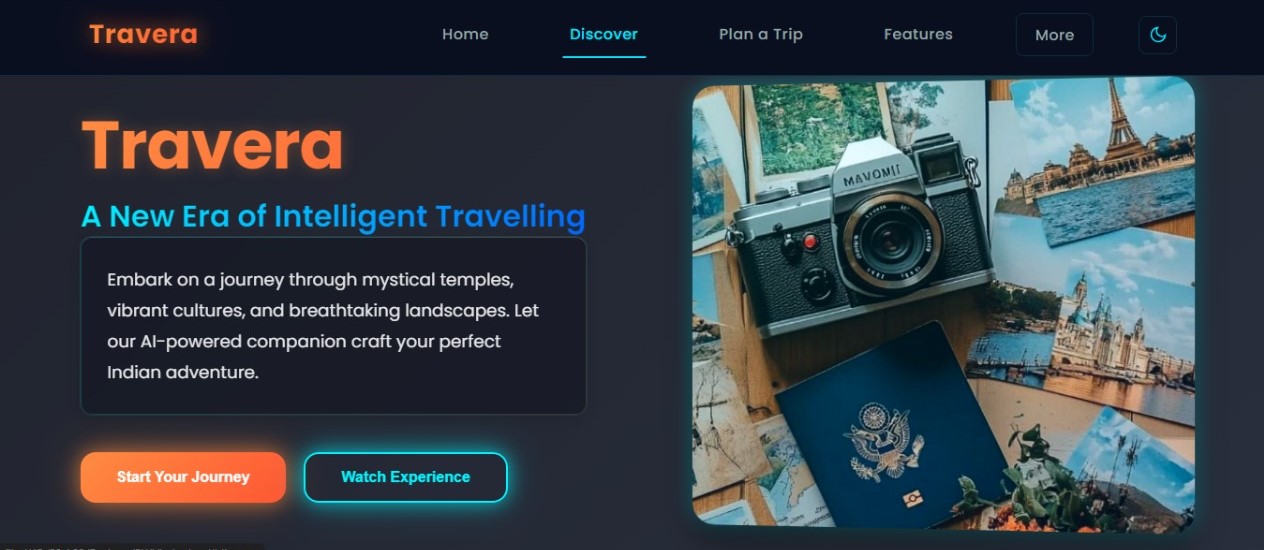 Travera
Home
Discover
Plan a Trip
Features
More
Travera
A New Era of Intelligent Travelling
Embark on a journey through mystical temples,
vibrant cultures, and breathtaking landscapes. Let
our AI-powered companion craft your perfect
Indian adventure.
Start Your Journey
Watch Experience
MAVOMIT